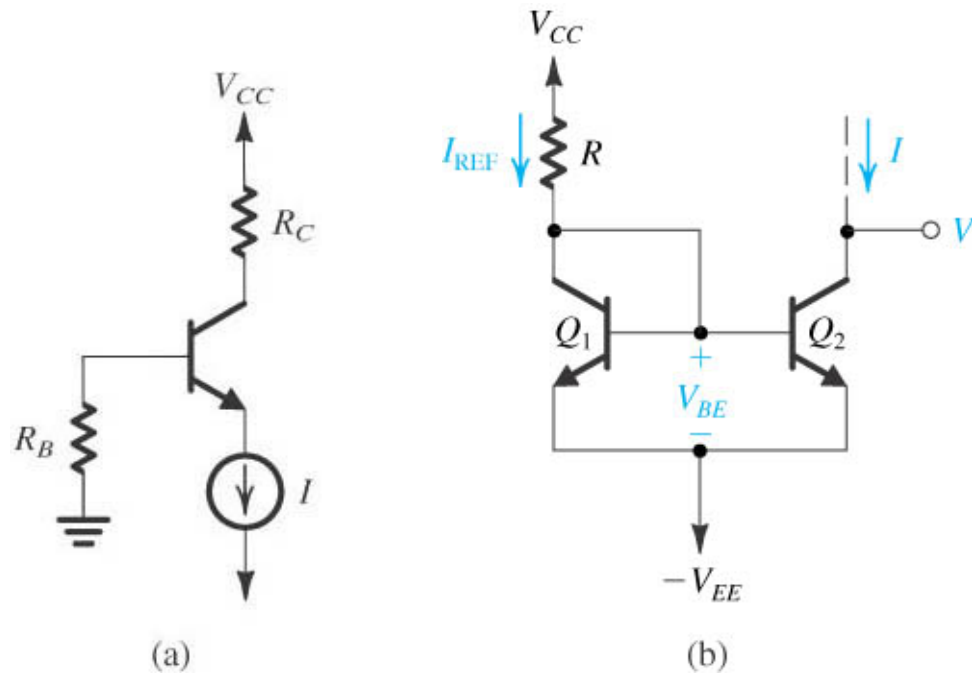 V_CC
R_C
R_B
I
(a)
V_CC
I_REF
R
I
V
Q_1
Q_2
+
V_BE
−
−V_EE
(b)